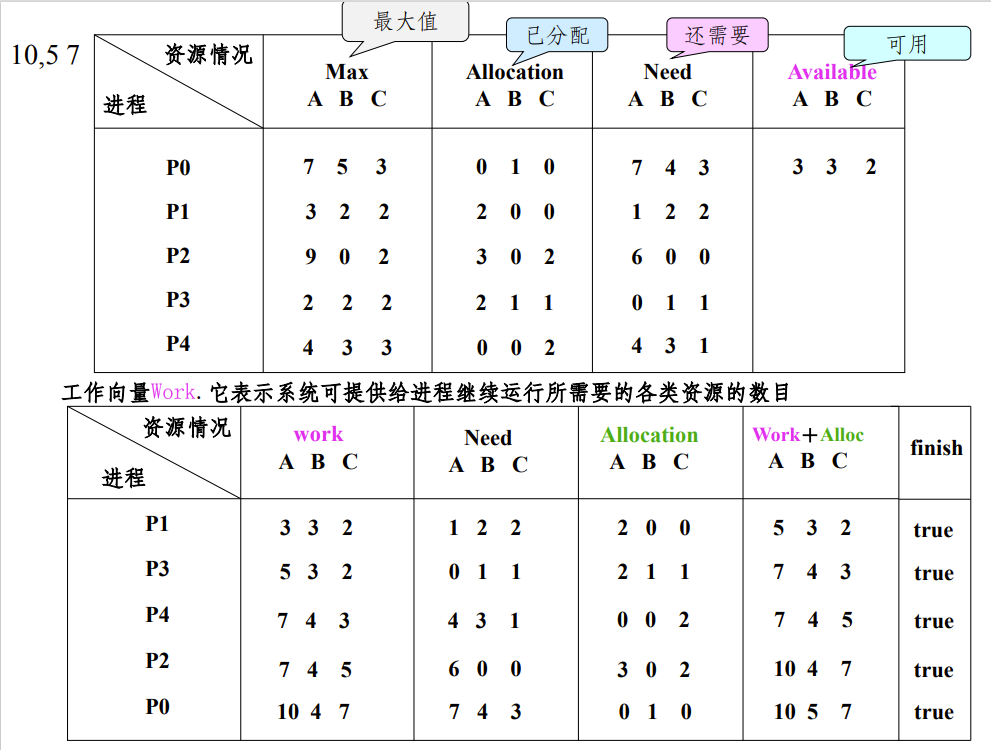 最大值
已分配
还需要
可用
10,5 7
资源情况
进程
Max
A B C
Allocation
A B C
Need
A B C
Available
A B C
P0 7 5 3 0 1 0 7 4 3 3 3 2
P1 3 2 2 2 0 0 1 2 2
P2 9 0 2 3 0 2 6 0 0
P3 2 2 2 2 1 1 0 1 1
P4 4 3 3 0 0 2 4 3 1
工作向量Work.它表示系统可提供给进程继续运行所需要的各类资源的数目
资源情况
进程
work
A B C
Need
A B C
Allocation
A B C
Work+Alloc
A B C
finish
P1 3 3 2 1 2 2 2 0 0 5 3 2 true
P3 5 3 2 0 1 1 2 1 1 7 4 3 true
P4 7 4 3 4 3 1 0 0 2 7 4 5 true
P2 7 4 5 6 0 0 3 0 2 10 4 7 true
P0 10 4 7 7 4 3 0 1 0 10 5 7 true